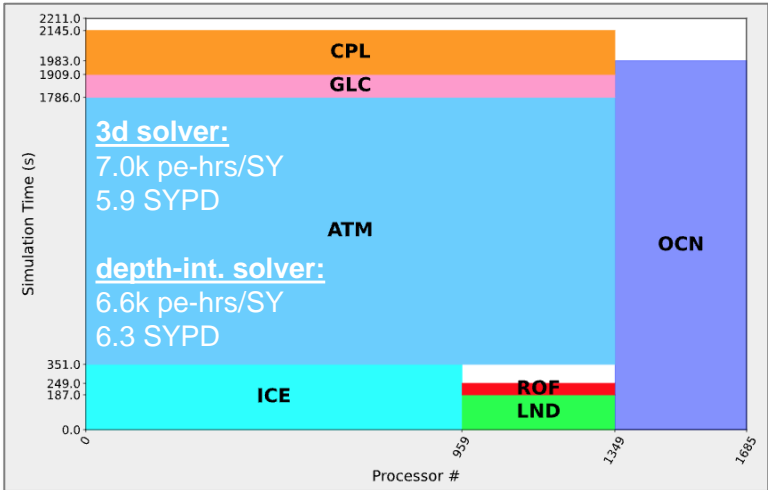 2211.0
2145.0
1983.0
1909.0
1786.0
351.0
249.0
187.0
0.0
Simulation Time (s)
CPL
GLC
3d solver:
7.0k pe-hrs/SY
5.9 SYPD
ATM
OCN
depth-int. solver:
6.6k pe-hrs/SY
6.3 SYPD
ICE
ROF
LND
0
959
1349
1685
Processor #